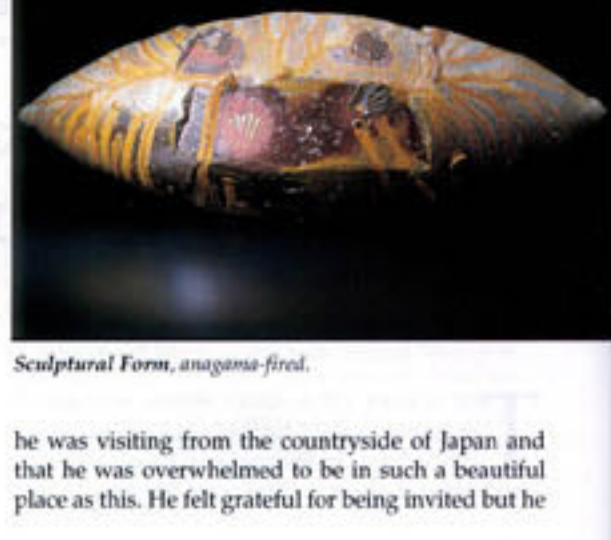 Sculptural Form, anagama-fired.
he was visiting from the countryside of Japan and
that he was overwhelmed to be in such a beautiful
place as this. He felt grateful for being invited but he